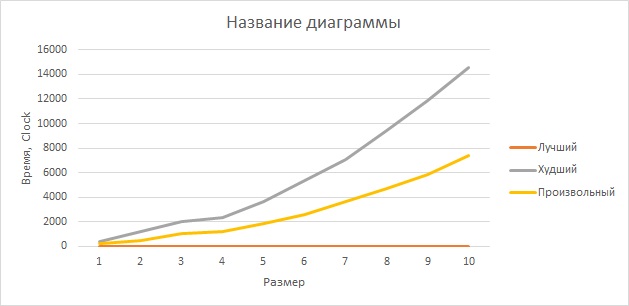 Название диаграммы
16000
14000
12000
10000
8000
6000
4000
2000
0
Время, Clock
1 2 3 4 5 6 7 8 9 10
Размер
Лучший
Худший
Произвольный